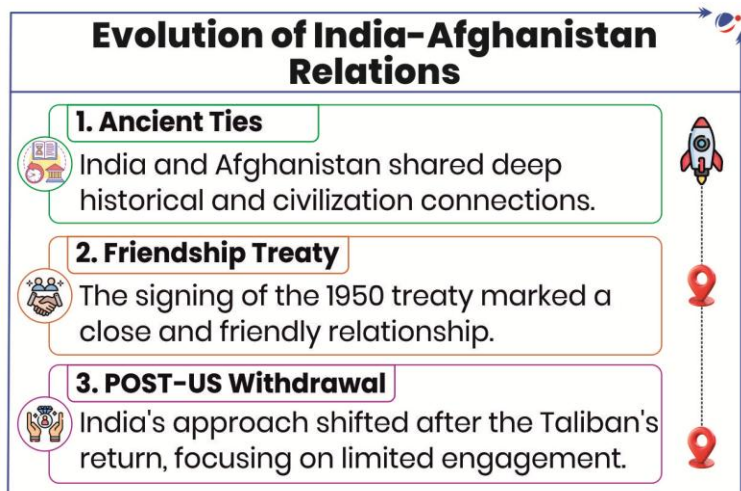 Evolution of India-Afghanistan
Relations
1. Ancient Ties
India and Afghanistan shared deep
historical and civilization connections.
2. Friendship Treaty
The signing of the 1950 treaty marked a
close and friendly relationship.
3. POST-US Withdrawal
India's approach shifted after the Taliban's
return, focusing on limited engagement.